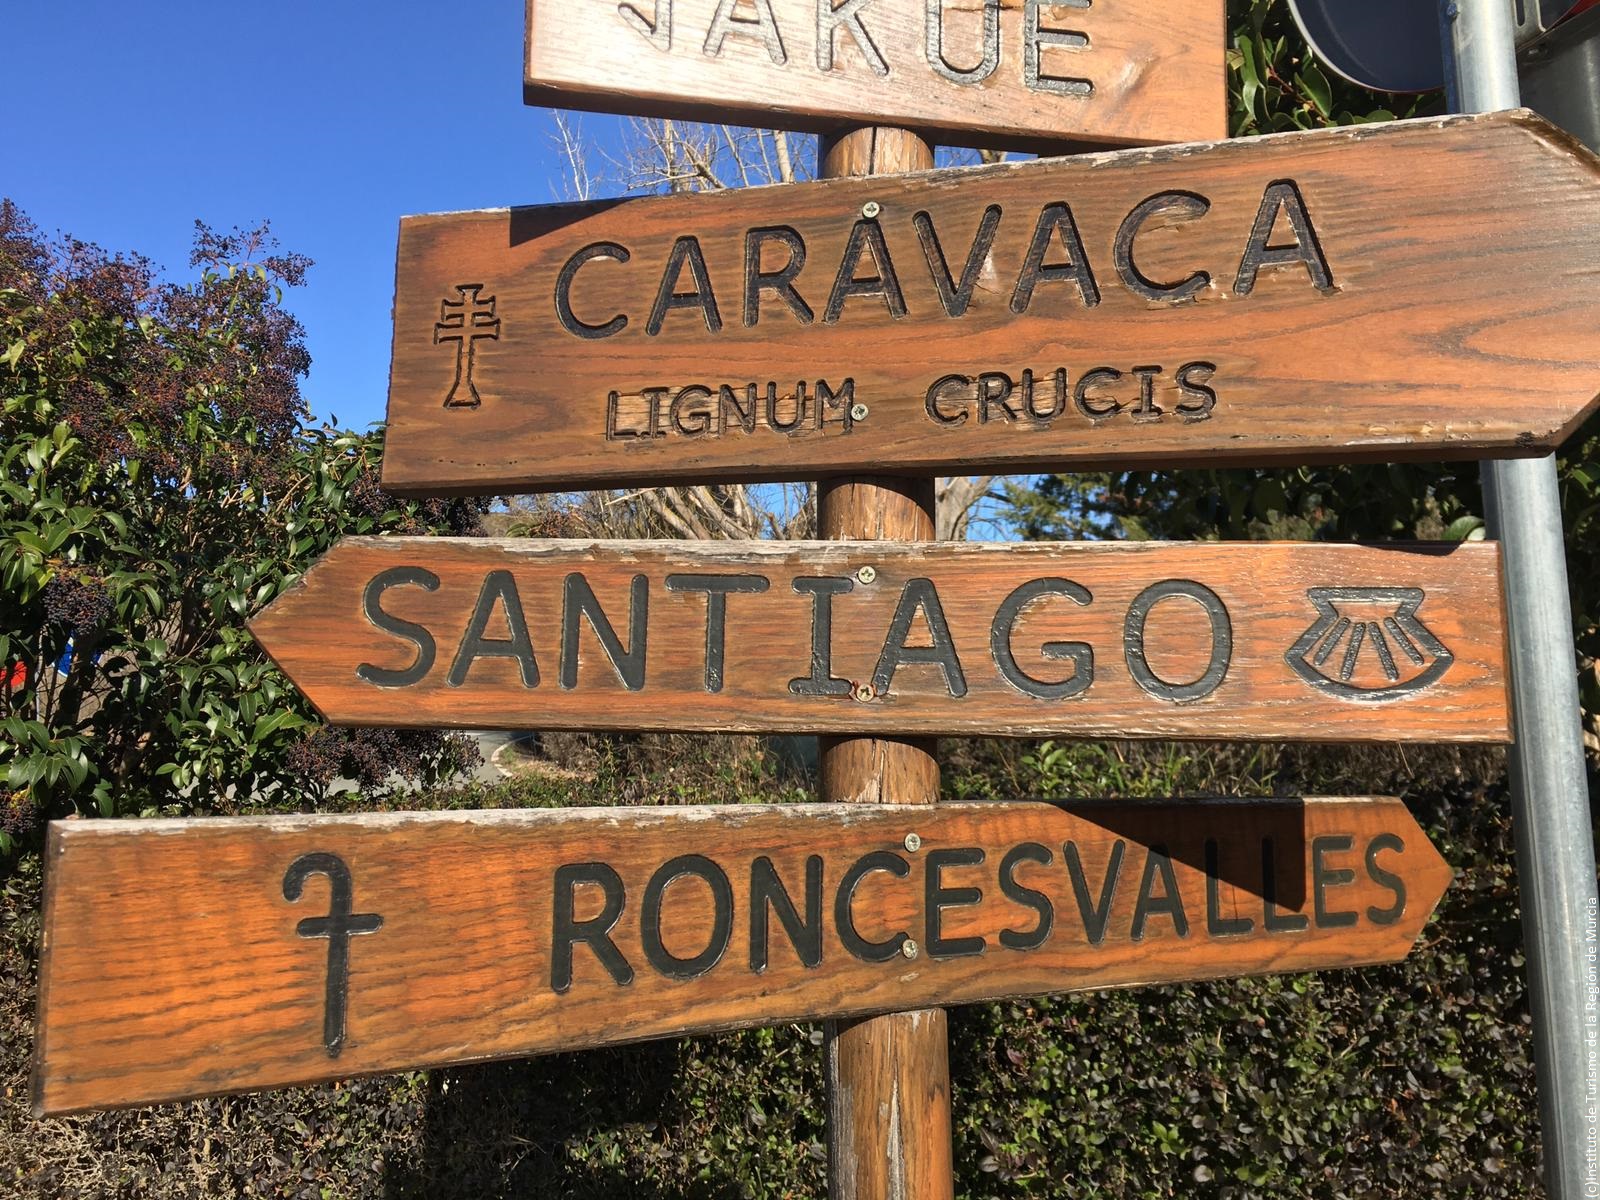 JAKUE
CARAVACA
LIGNUM CRUCIS
SANTIAGO
RONCESVALLES
(c)Instituto de Turismo de la Región de Murcia